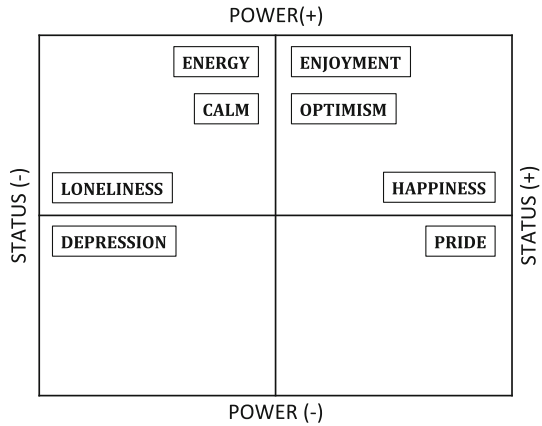 POWER(+)
ENERGY
ENJOYMENT
CALM
OPTIMISM
STATUS (-)
LONELINESS
HAPPINESS
STATUS (+)
DEPRESSION
PRIDE
POWER (-)